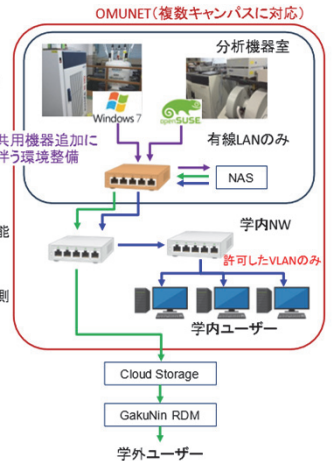 OMUNET(複数キャンパスに対応)
分析機器室
Windows 7
openSUSE
共用機器追加に
伴う環境整備
有線LANのみ
NAS
能
学内NW
許可したVLANのみ
測
学内ユーザー
Cloud Storage
GakuNin RDM
学外ユーザー